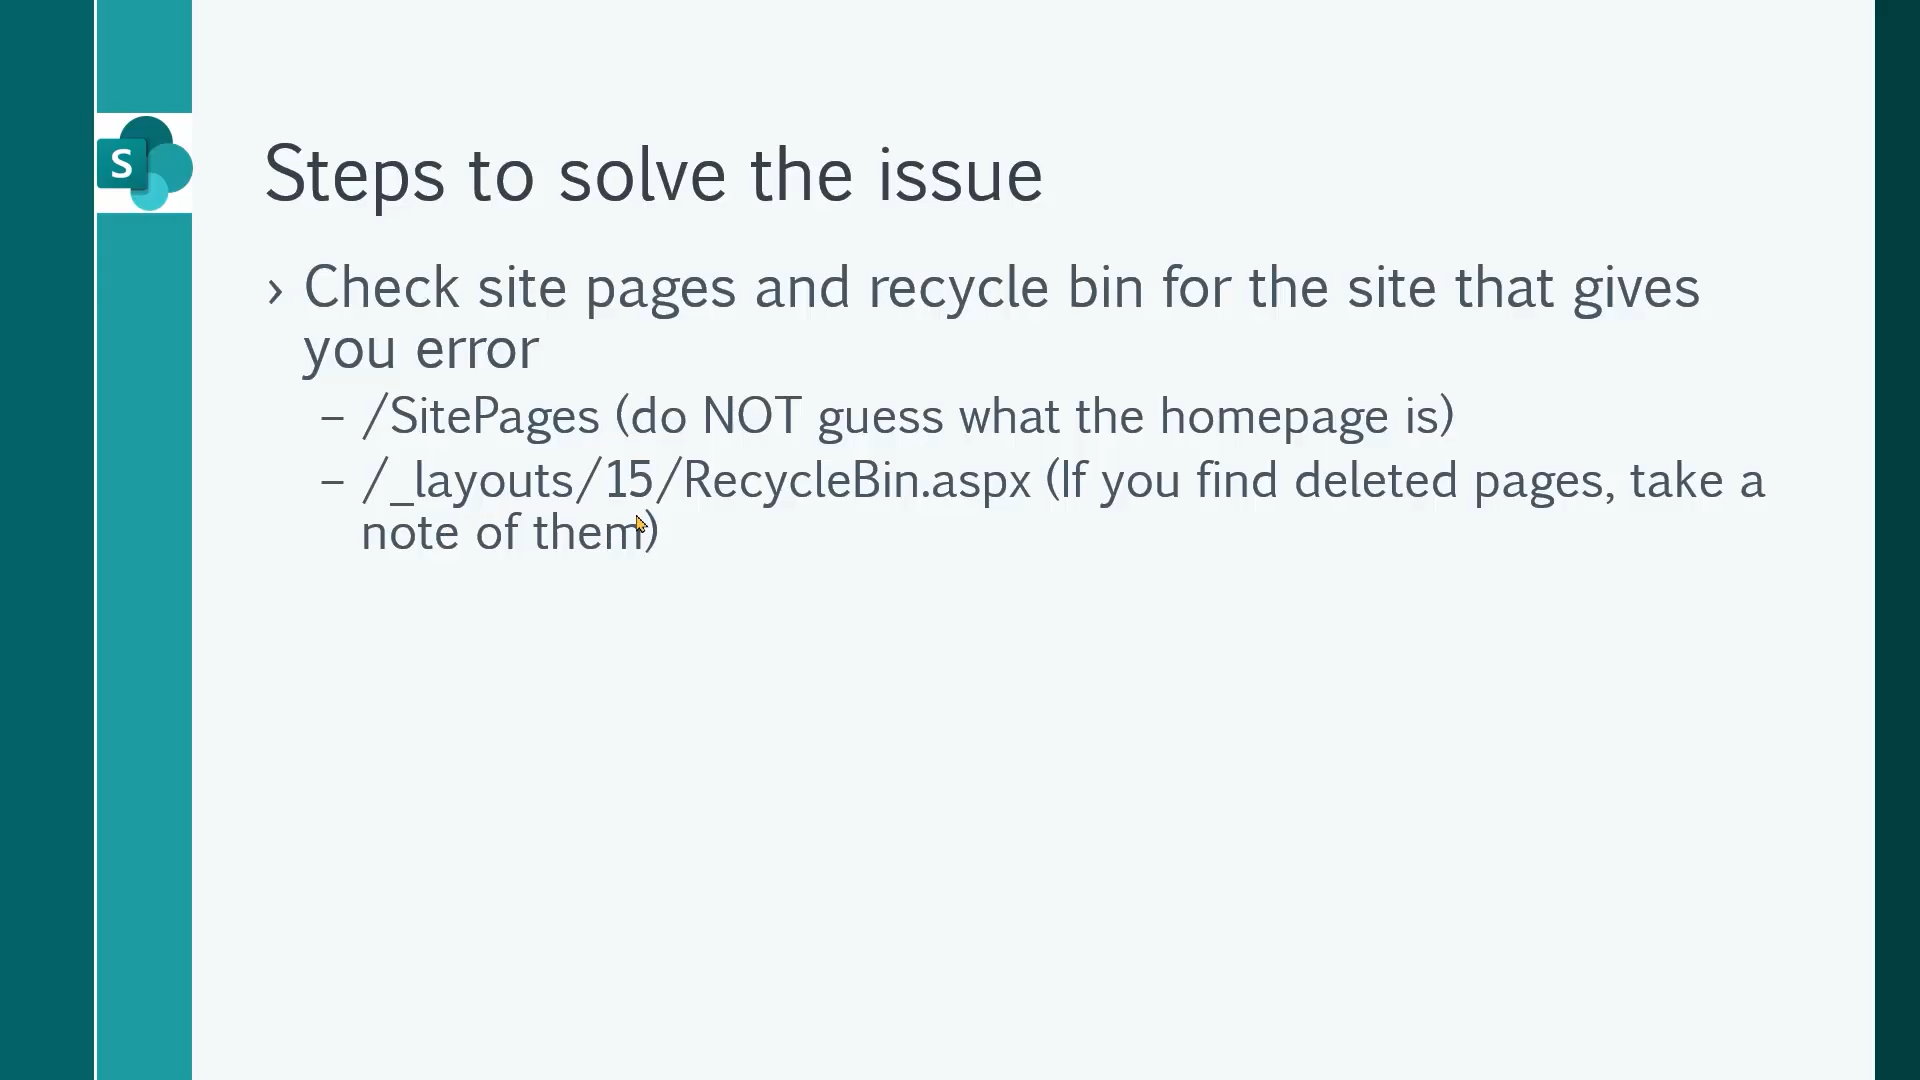 S
Steps to solve the issue
› Check site pages and recycle bin for the site that gives
you error
– /SitePages (do NOT guess what the homepage is)
– /_layouts/15/RecycleBin.aspx (If you find deleted pages, take a
note of them)